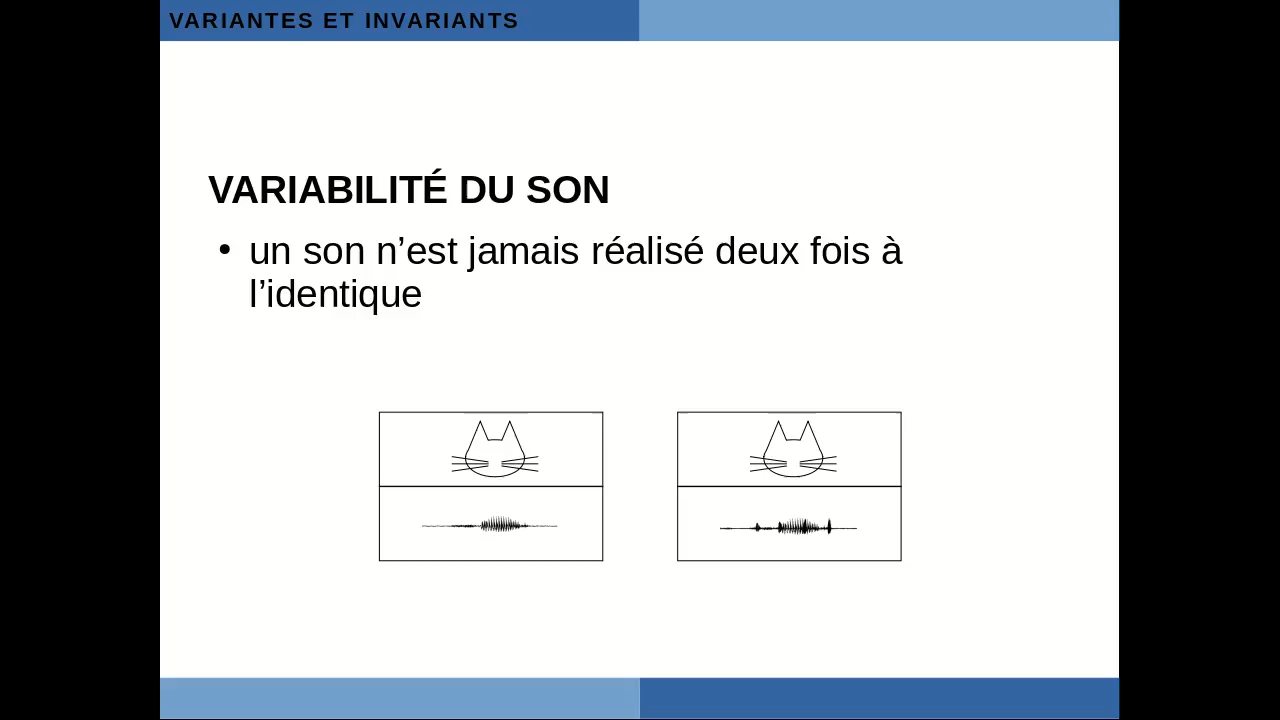 VARIANTES ET INVARIANTS
VARIABILITÉ DU SON
• un son n’est jamais réalisé deux fois à
l’identique